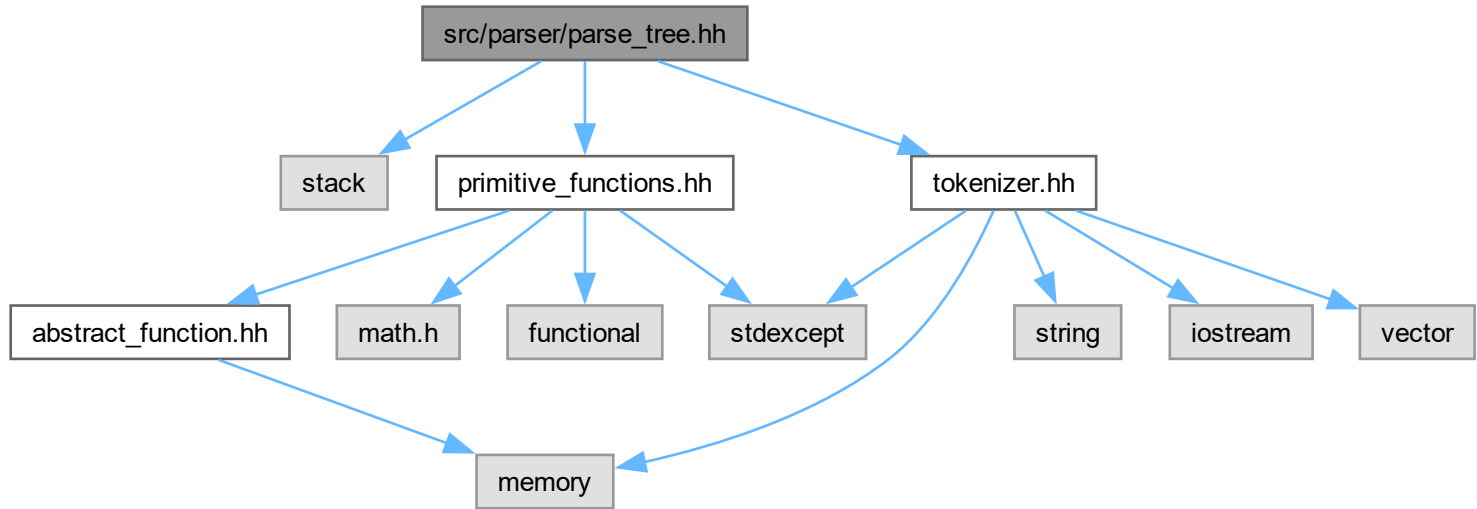 src/parser/parse_tree.hh
stack
primitive_functions.hh
tokenizer.hh
abstract_function.hh
math.h
functional
stdexcept
string
iostream
vector
memory